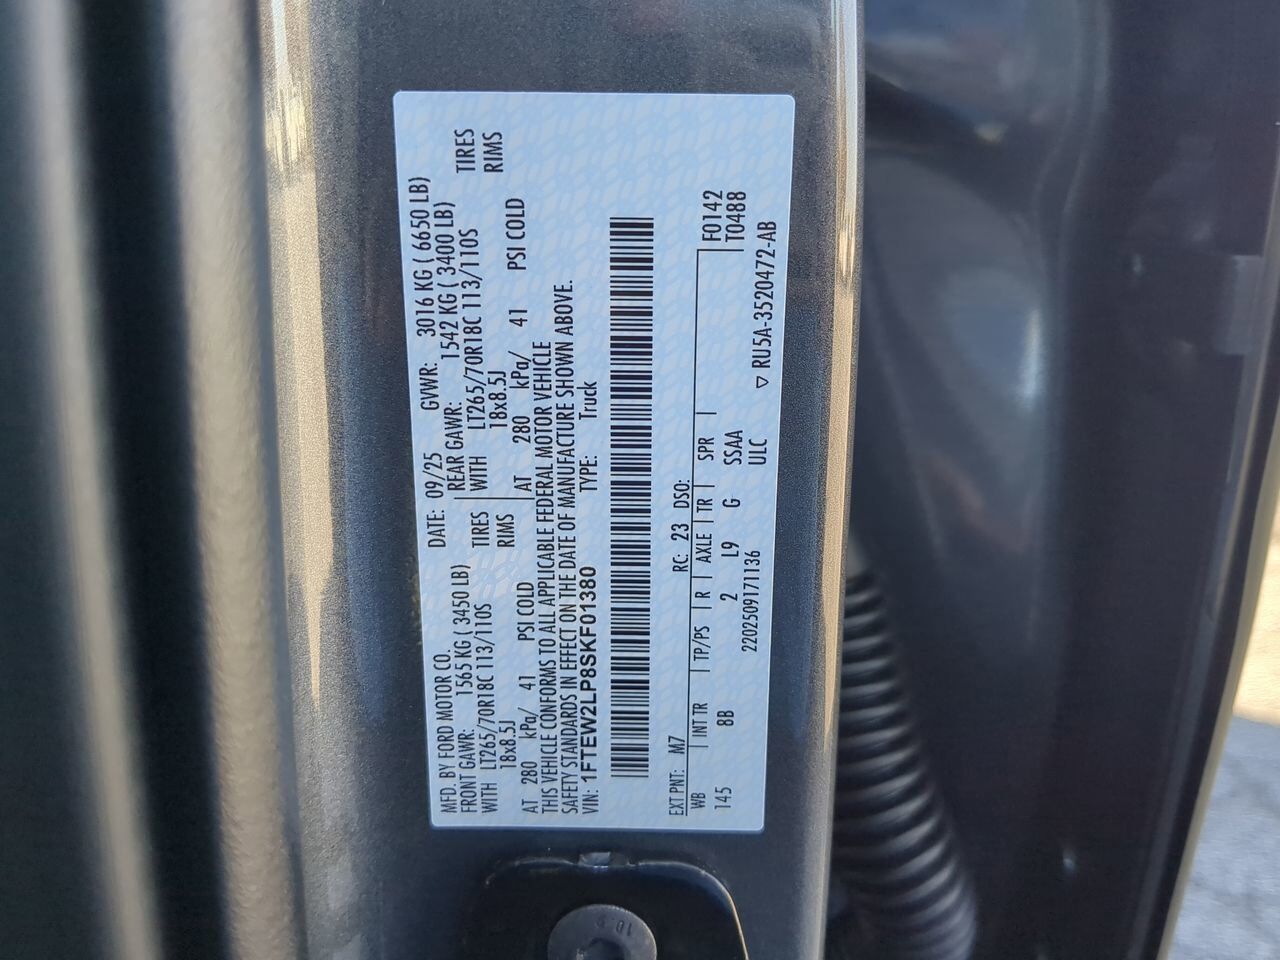 MFD. BY FORD MOTOR CO. DATE: 09/25 GVWR: 3016 KG ( 6650 LB)
FRONT GAWR: 1565 KG ( 3450 LB) REAR GAWR: 1542 KG ( 3400 LB)
WITH LT265/70R18C 113/110S TIRES WITH LT265/70R18C 113/110S TIRES
18x8.5J RIMS 18x8.5J RIMS
AT 280 kPa/ 41 PSI COLD AT 280 kPa/ 41 PSI COLD
THIS VEHICLE CONFORMS TO ALL APPLICABLE FEDERAL MOTOR VEHICLE
SAFETY STANDARDS IN EFFECT ON THE DATE OF MANUFACTURE SHOWN ABOVE.
VIN: 1FTEW2LP8SKF01380 TYPE: Truck
EXT PNT: M7 RC: 23 DSO:
WB INT TR TP/PS R AXLE TR SPR F0142
145 8B 2 L9 G SSAA T0488
2202509171136 ULC ▽ RU5A-3520472-AB
10.9